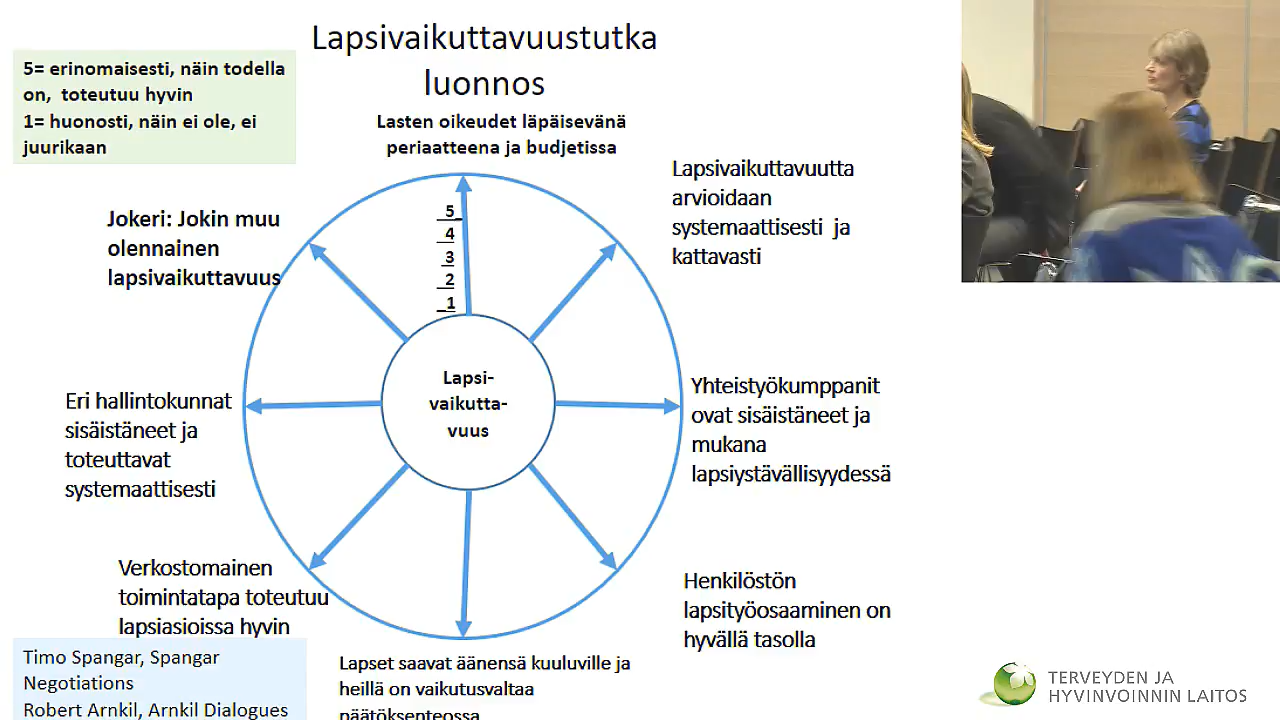 Lapsivaikuttavuustutka
luonnos
5= erinomaisesti, näin todella
on, toteutuu hyvin
1= huonosti, näin ei ole, ei
juurikaan
Lasten oikeudet läpäisevänä
periaatteena ja budjetissa
Lapsivaikuttavuutta
arvioidaan
systemaattisesti ja
kattavasti
Jokeri: Jokin muu
olennainen
lapsivaikuttavuus
5
4
3
2
1
Lapsi-
vaikutta-
vuus
Eri hallintokunnat
sisäistäneet ja
toteuttavat
systemaattisesti
Yhteistyökumppanit
ovat sisäistäneet ja
mukana
lapsiystävällisyydessä
Verkostomainen
toimintatapa toteutuu
lapsiasioissa hyvin
Henkilöstön
lapsityöosaaminen on
hyvällä tasolla
Lapset saavat äänensä kuuluville ja
heillä on vaikutusvaltaa
päätöksenteossa
Timo Spangar, Spangar
Negotiations
Robert Arnkil, Arnkil Dialogues
TERVEYDEN JA
HYVINVOINNIN LAITOS